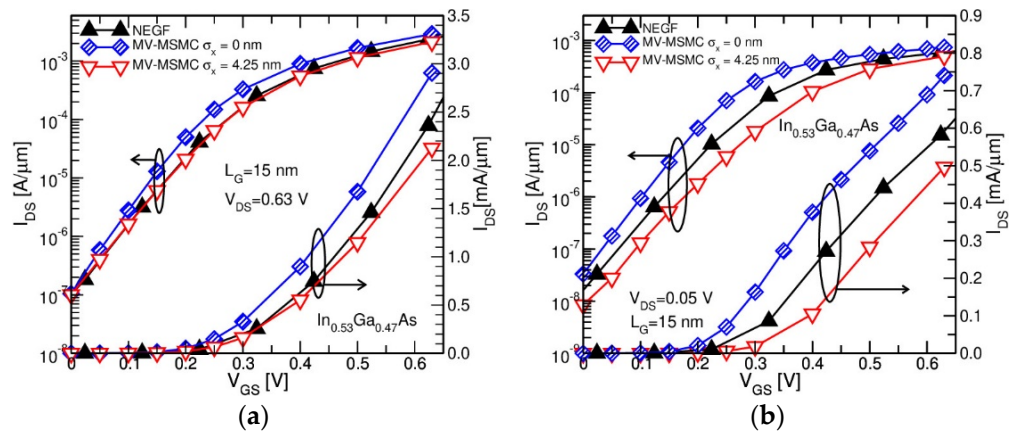 NEGF
MV-MSMC σx = 0 nm
MV-MSMC σx = 4.25 nm
LG=15 nm
VDS=0.63 V
In0.53Ga0.47As
IDS [A/μm]
10-3
10-4
10-5
10-6
10-7
10-8
IDS [mA/μm]
3.5
3.0
2.5
2.0
1.5
1.0
0.5
0.0
0 0.1 0.2 0.3 0.4 0.5 0.6
VGS [V]
(a)
NEGF
MV-MSMC σx = 0 nm
MV-MSMC σx = 4.25 nm
In0.53Ga0.47As
VDS=0.05 V
LG=15 nm
IDS [A/μm]
10-3
10-4
10-5
10-6
10-7
10-8
10-9
IDS [mA/μm]
0.9
0.8
0.7
0.6
0.5
0.4
0.3
0.2
0.1
0.0
0 0.1 0.2 0.3 0.4 0.5 0.6
VGS [V]
(b)